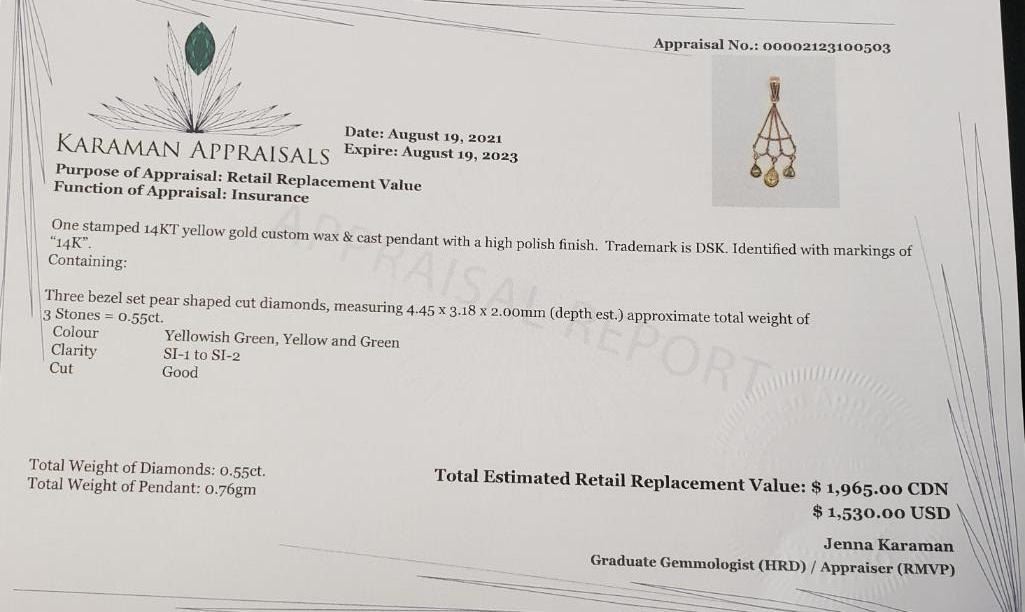 Appraisal No.: 00002123100503
KARAMAN APPRAISALS
Date: August 19, 2021
Expire: August 19, 2023
Purpose of Appraisal: Retail Replacement Value
Function of Appraisal: Insurance
One stamped 14KT yellow gold custom wax & cast pendant with a high polish finish. Trademark is DSK. Identified with markings of
“14K”.
Containing:
Three bezel set pear shaped cut diamonds, measuring 4.45 x 3.18 x 2.00mm (depth est.) approximate total weight of
3 Stones = 0.55ct.
Colour Yellowish Green, Yellow and Green
Clarity SI-1 to SI-2
Cut Good
APPRAISAL REPORT
Total Weight of Diamonds: 0.55ct.
Total Weight of Pendant: 0.76gm
Total Estimated Retail Replacement Value: $ 1,965.00 CDN
$ 1,530.00 USD
Jenna Karaman
Graduate Gemmologist (HRD) / Appraiser (RMVP)